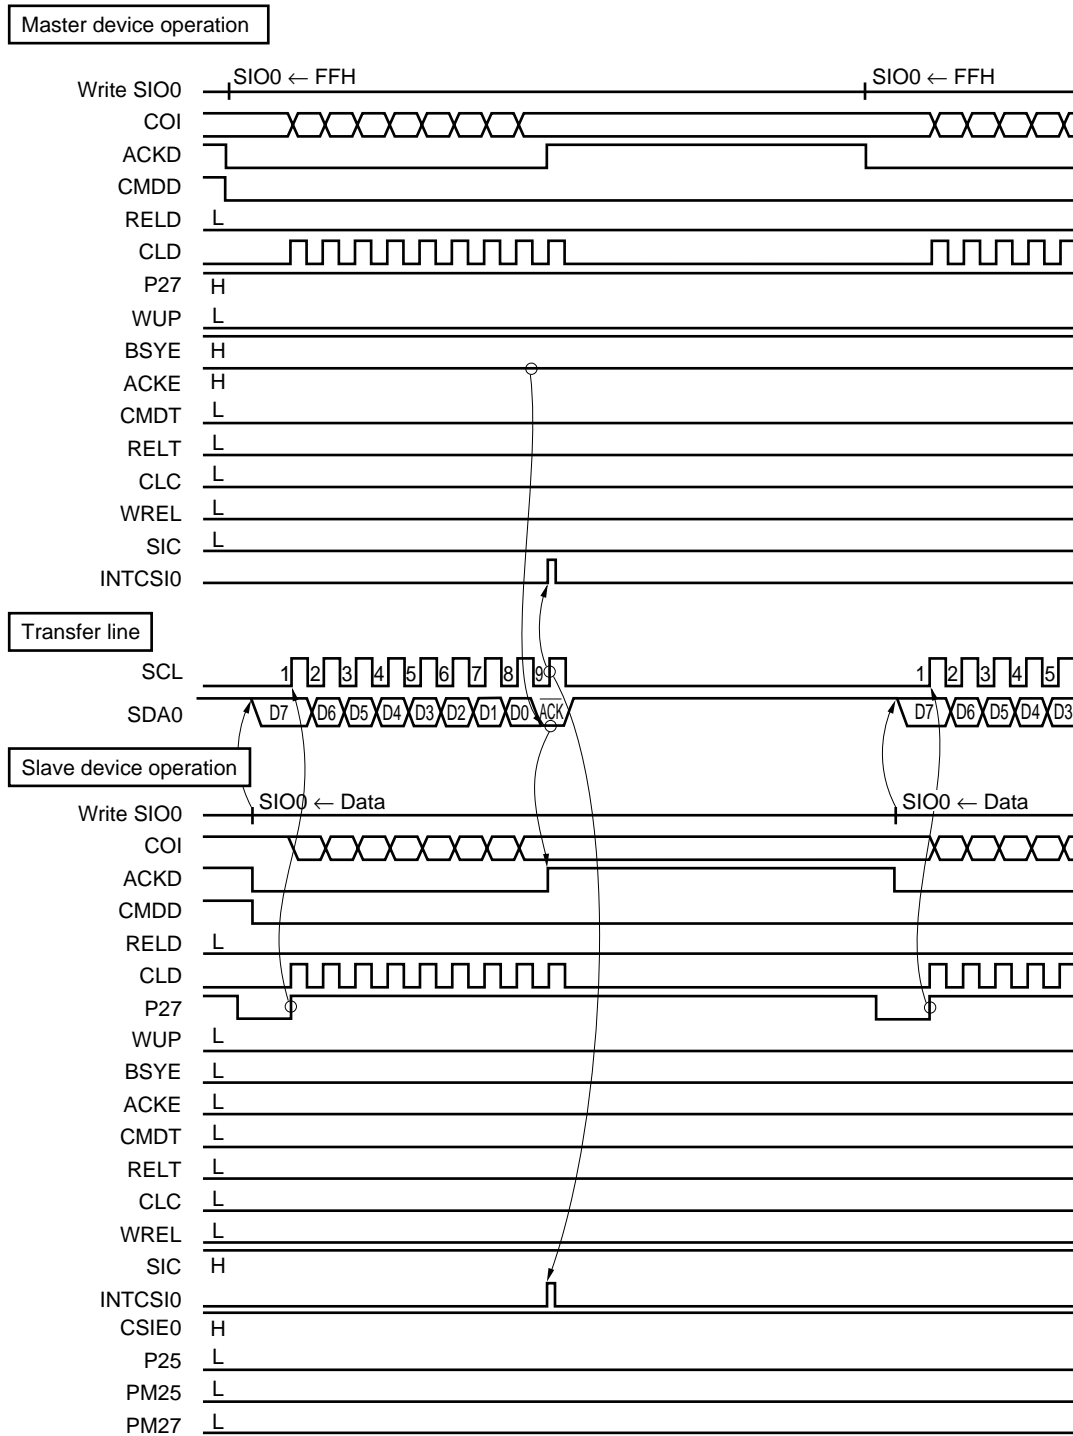 Master device operation
SIO0 ← FFH SIO0 ← FFH
Write SIO0
COI
ACKD
CMDD
RELD L
CLD
P27 H
WUP L
BSYE H
ACKE H
CMDT L
RELT L
CLC L
WREL L
SIC L
INTCSI0
Transfer line
SCL 1 2 3 4 5 6 7 8 9 1 2 3 4 5
SDA0 D7 D6 D5 D4 D3 D2 D1 D0 ACK D7 D6 D5 D4 D3
Slave device operation
SIO0 ← Data SIO0 ← Data
Write SIO0
COI
ACKD
CMDD
RELD L
CLD
P27
WUP L
BSYE L
ACKE L
CMDT L
RELT L
CLC L
WREL L
SIC H
INTCSI0
CSIE0 H
P25 L
PM25 L
PM27 L